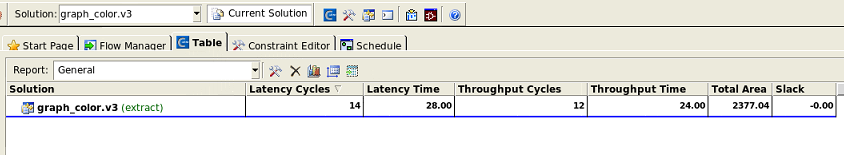 Solution: graph_color.v3 Current Solution
Start Page Flow Manager Table Constraint Editor Schedule
Report: General
Solution Latency Cycles Latency Time Throughput Cycles Throughput Time Total Area Slack
graph_color.v3 (extract) 14 28.00 12 24.00 2377.04 -0.00